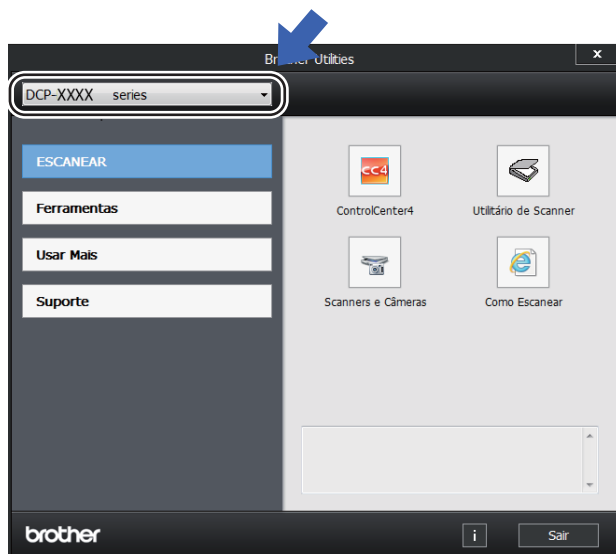 Brother Utilities
x
DCP-XXXX series
ESCANEAR
Ferramentas
Usar Mais
Suporte
CC4
ControlCenter4
Utilitário de Scanner
Scanners e Câmeras
Como Escanear
brother
i
Sair